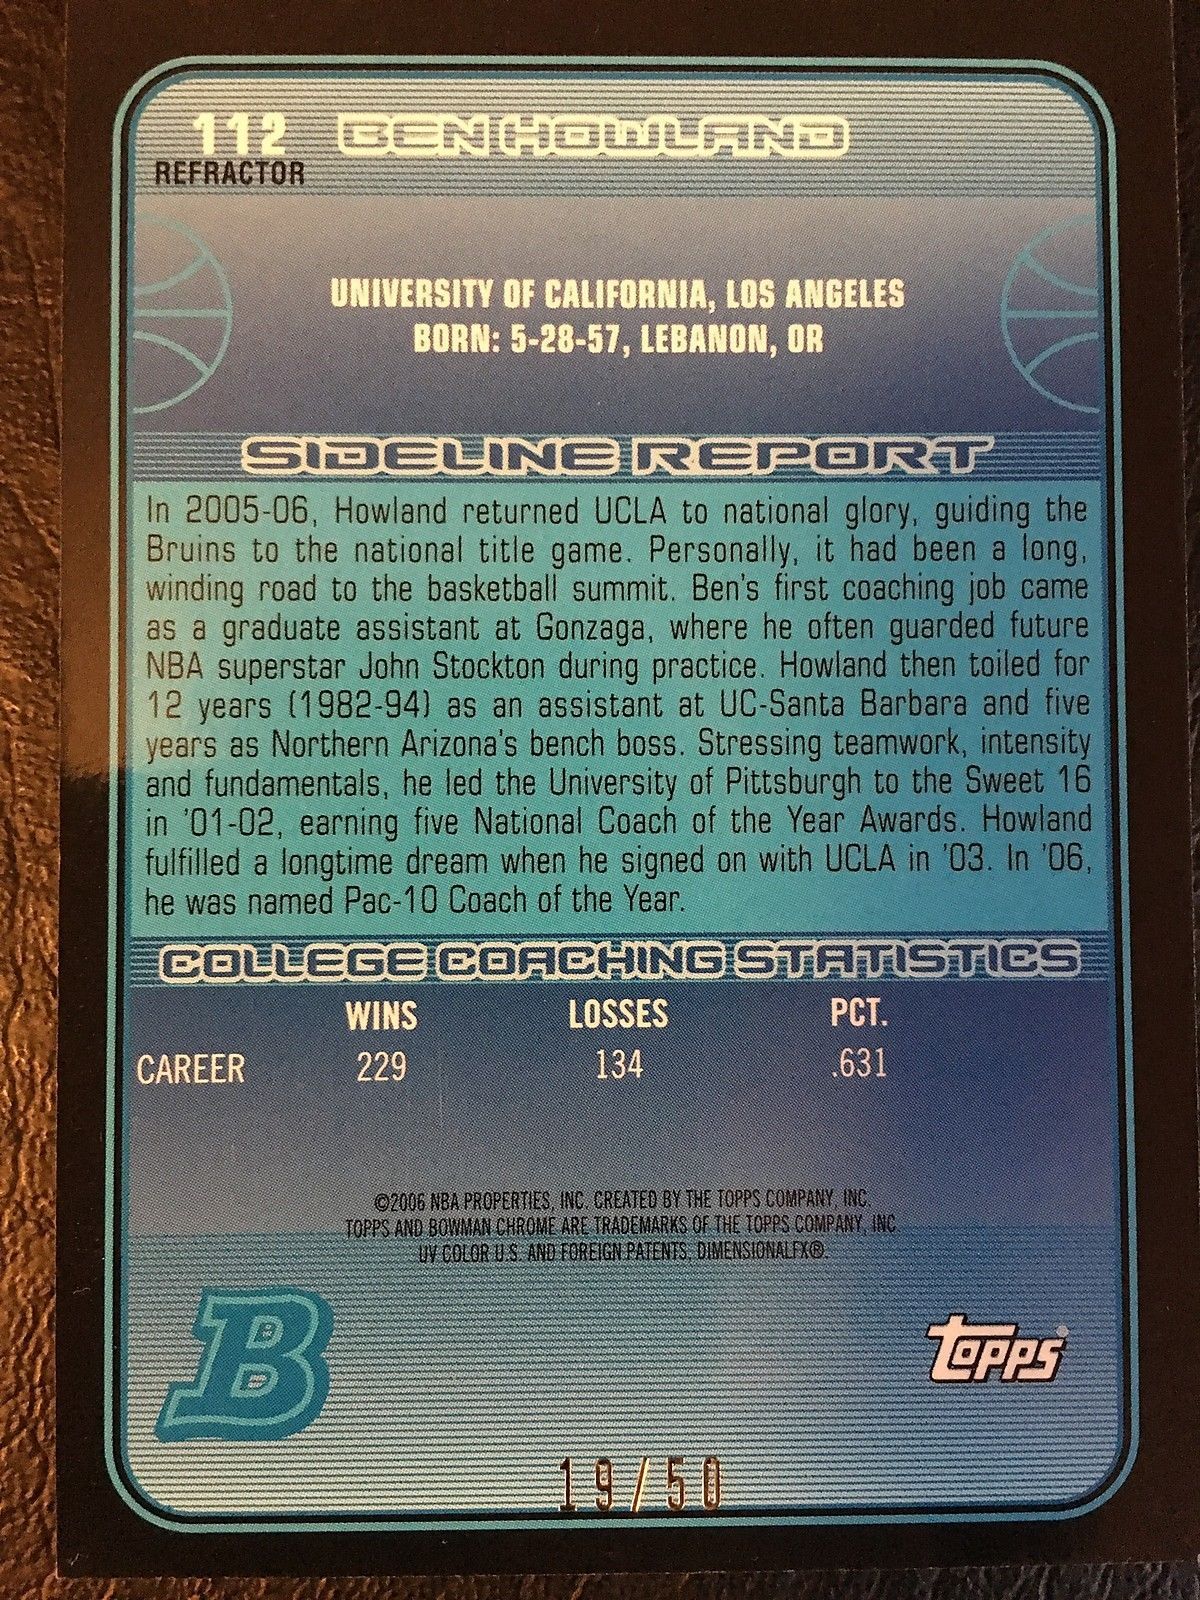 112 BEN HOWLAND
REFRACTOR
UNIVERSITY OF CALIFORNIA, LOS ANGELES
BORN: 5-28-57, LEBANON, OR
SIDELINE REPORT
In 2005-06, Howland returned UCLA to national glory, guiding the
Bruins to the national title game. Personally, it had been a long,
winding road to the basketball summit. Ben's first coaching job came
as a graduate assistant at Gonzaga, where he often guarded future
NBA superstar John Stockton during practice. Howland then toiled for
12 years (1982-94) as an assistant at UC-Santa Barbara and five
years as Northern Arizona's bench boss. Stressing teamwork, intensity
and fundamentals, he led the University of Pittsburgh to the Sweet 16
in '01-02, earning five National Coach of the Year Awards. Howland
fulfilled a longtime dream when he signed on with UCLA in '03. In '06,
he was named Pac-10 Coach of the Year.
COLLEGE COACHING STATISTICS
WINS LOSSES PCT.
CAREER 229 134 .631
©2006 NBA PROPERTIES, INC. CREATED BY THE TOPPS COMPANY, INC.
TOPPS AND BOWMAN CHROME ARE TRADEMARKS OF THE TOPPS COMPANY, INC.
UV COLOR U.S. AND FOREIGN PATENTS, DIMENSIONALFX®.
B
topps®
19/50